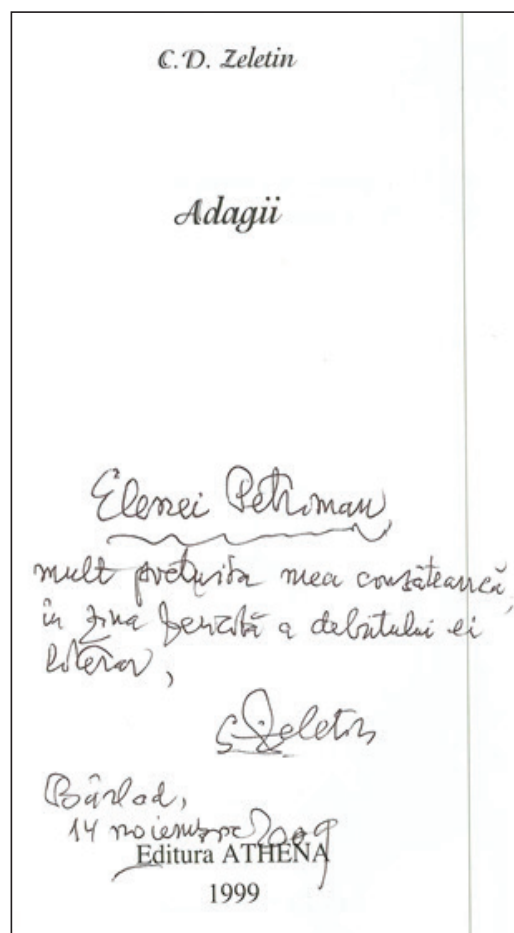 C.D. Zeletin
Adagii
Elenei Petriman
mult prețuita mea consăteancă,
în ziua fericită a debutului ei
literar,
C.D. Zeletin
Bârlad,
14 noiembrie 2009
Editura ATHENA
1999